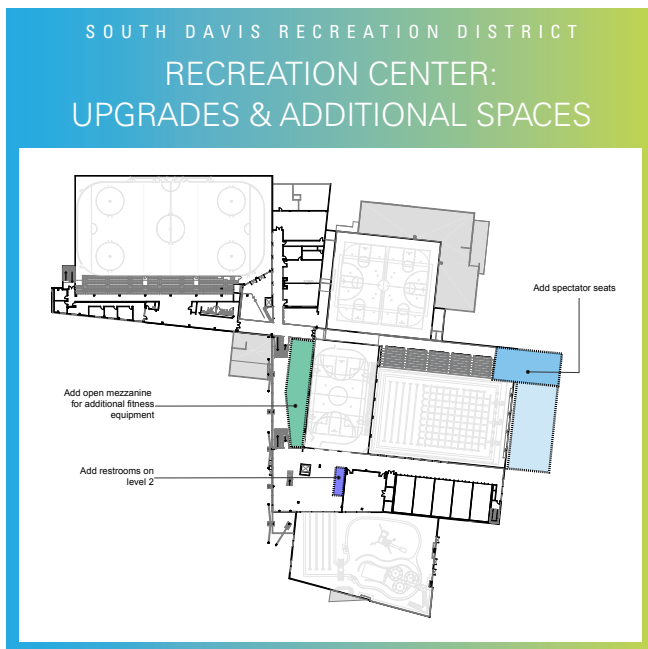 SOUTH DAVIS RECREATION DISTRICT
RECREATION CENTER:
UPGRADES & ADDITIONAL SPACES
Add spectator seats
Add open mezzanine
for additional fitness
equipment
Add restrooms on
level 2